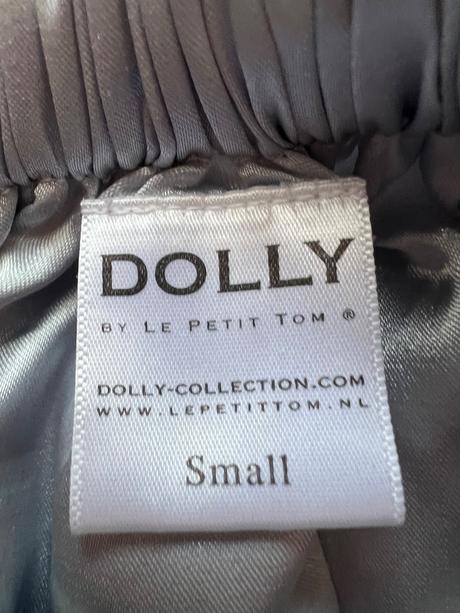 DOLLY
BY LE PETIT TOM ®
DOLLY-COLLECTION.COM
WWW.LEPETITTOM.NL
Small